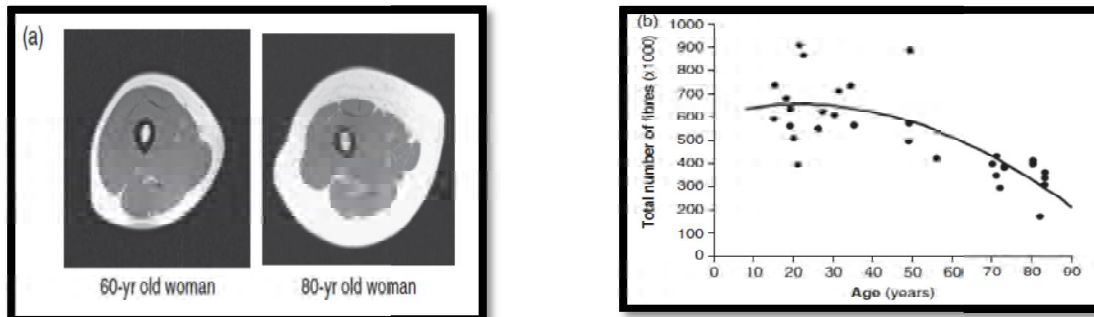 (a)
60-yr old woman
80-yr old woman
(b)
Total number of fibres (x1000)
1000
900
800
700
600
500
400
300
200
100
0
0 10 20 30 40 50 60 70 80 90
Age (years)